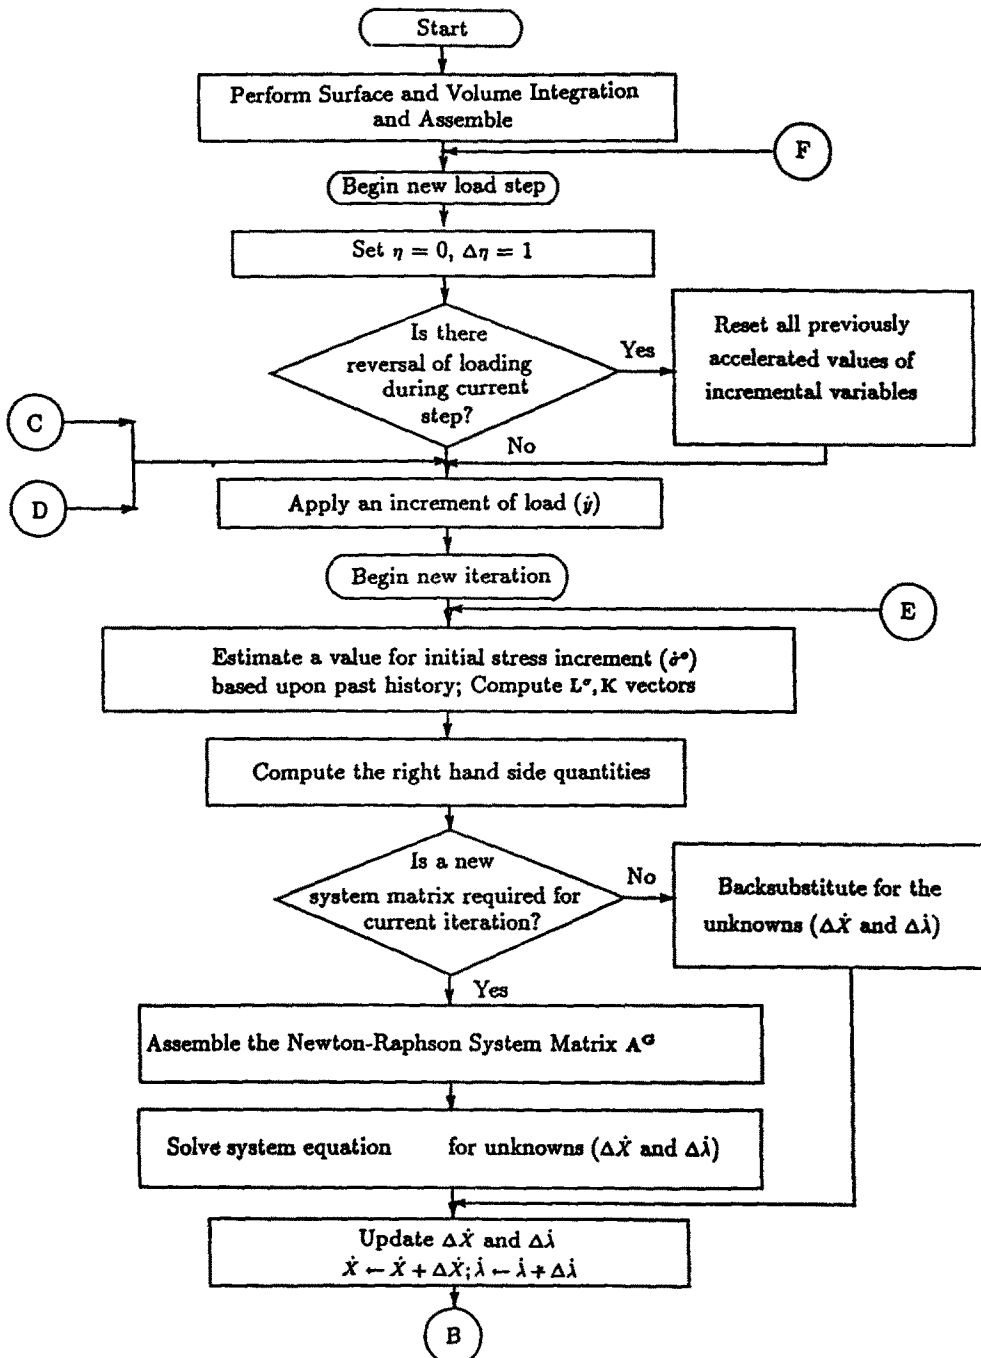 Start
Perform Surface and Volume Integration
and Assemble
F
Begin new load step
Set η = 0, Δη = 1
Is there
reversal of loading
during current
step?
Yes
Reset all previously
accelerated values of
incremental variables
No
C
D
Apply an increment of load (ẏ)
Begin new iteration
E
Estimate a value for initial stress increment (σ̇°)
based upon past history; Compute Lσ, K vectors
Compute the right hand side quantities
Is a new
system matrix required for
current iteration?
No
Backsubstitute for the
unknowns (ΔẊ and Δλ̇)
Yes
Assemble the Newton-Raphson System Matrix Aᴳ
Solve system equation for unknowns (ΔẊ and Δλ̇)
Update ΔẊ and Δλ̇
Ẋ ← Ẋ + ΔẊ; λ̇ ← λ̇ + Δλ̇
B